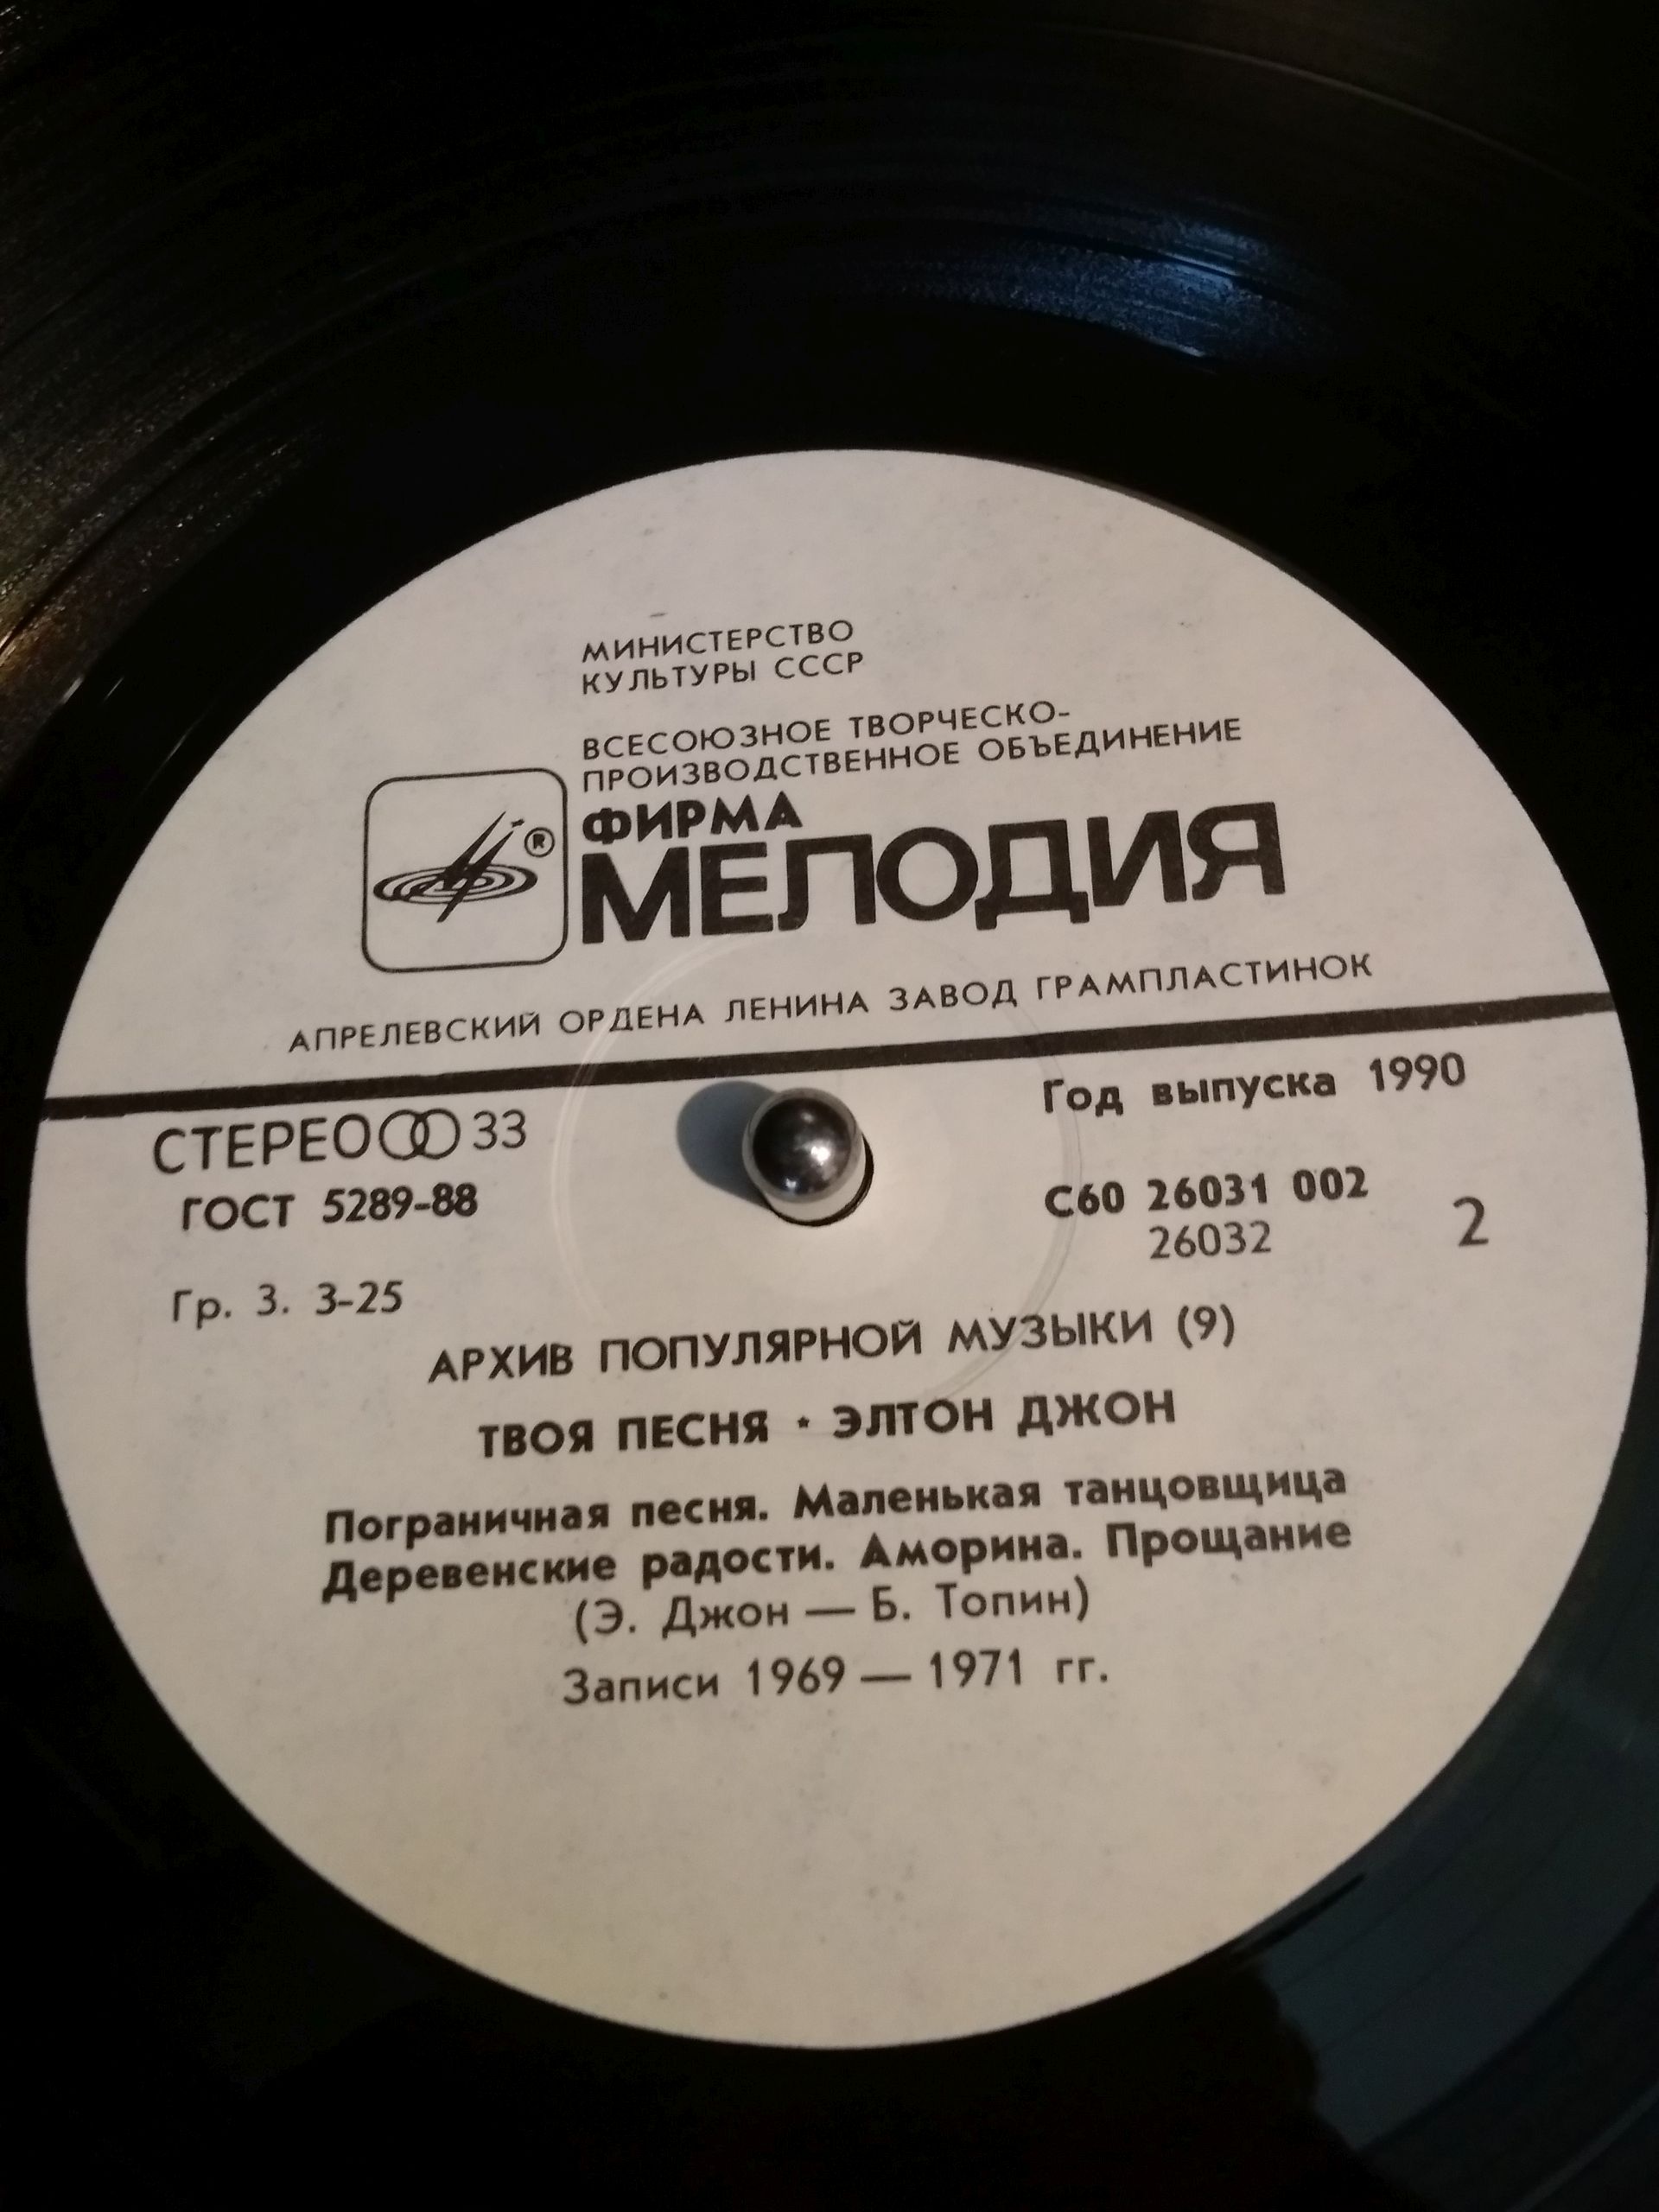 МИНИСТЕРСТВО
КУЛЬТУРЫ СССР
ВСЕСОЮЗНОЕ ТВОРЧЕСКО-
ПРОИЗВОДСТВЕННОЕ ОБЪЕДИНЕНИЕ
ФИРМА
®
МЕЛОДИЯ
АПРЕЛЕВСКИЙ ОРДЕНА ЛЕНИНА ЗАВОД ГРАМПЛАСТИНОК
Год выпуска 1990
СТЕРЕО 33
ГОСТ 5289-88
С60 26031 002
26032
2
Гр. 3. 3-25
АРХИВ ПОПУЛЯРНОЙ МУЗЫКИ (9)
ТВОЯ ПЕСНЯ · ЭЛТОН ДЖОН
Пограничная песня. Маленькая танцовщица
Деревенские радости. Аморина. Прощание
(Э. Джон — Б. Топин)
Записи 1969 — 1971 гг.